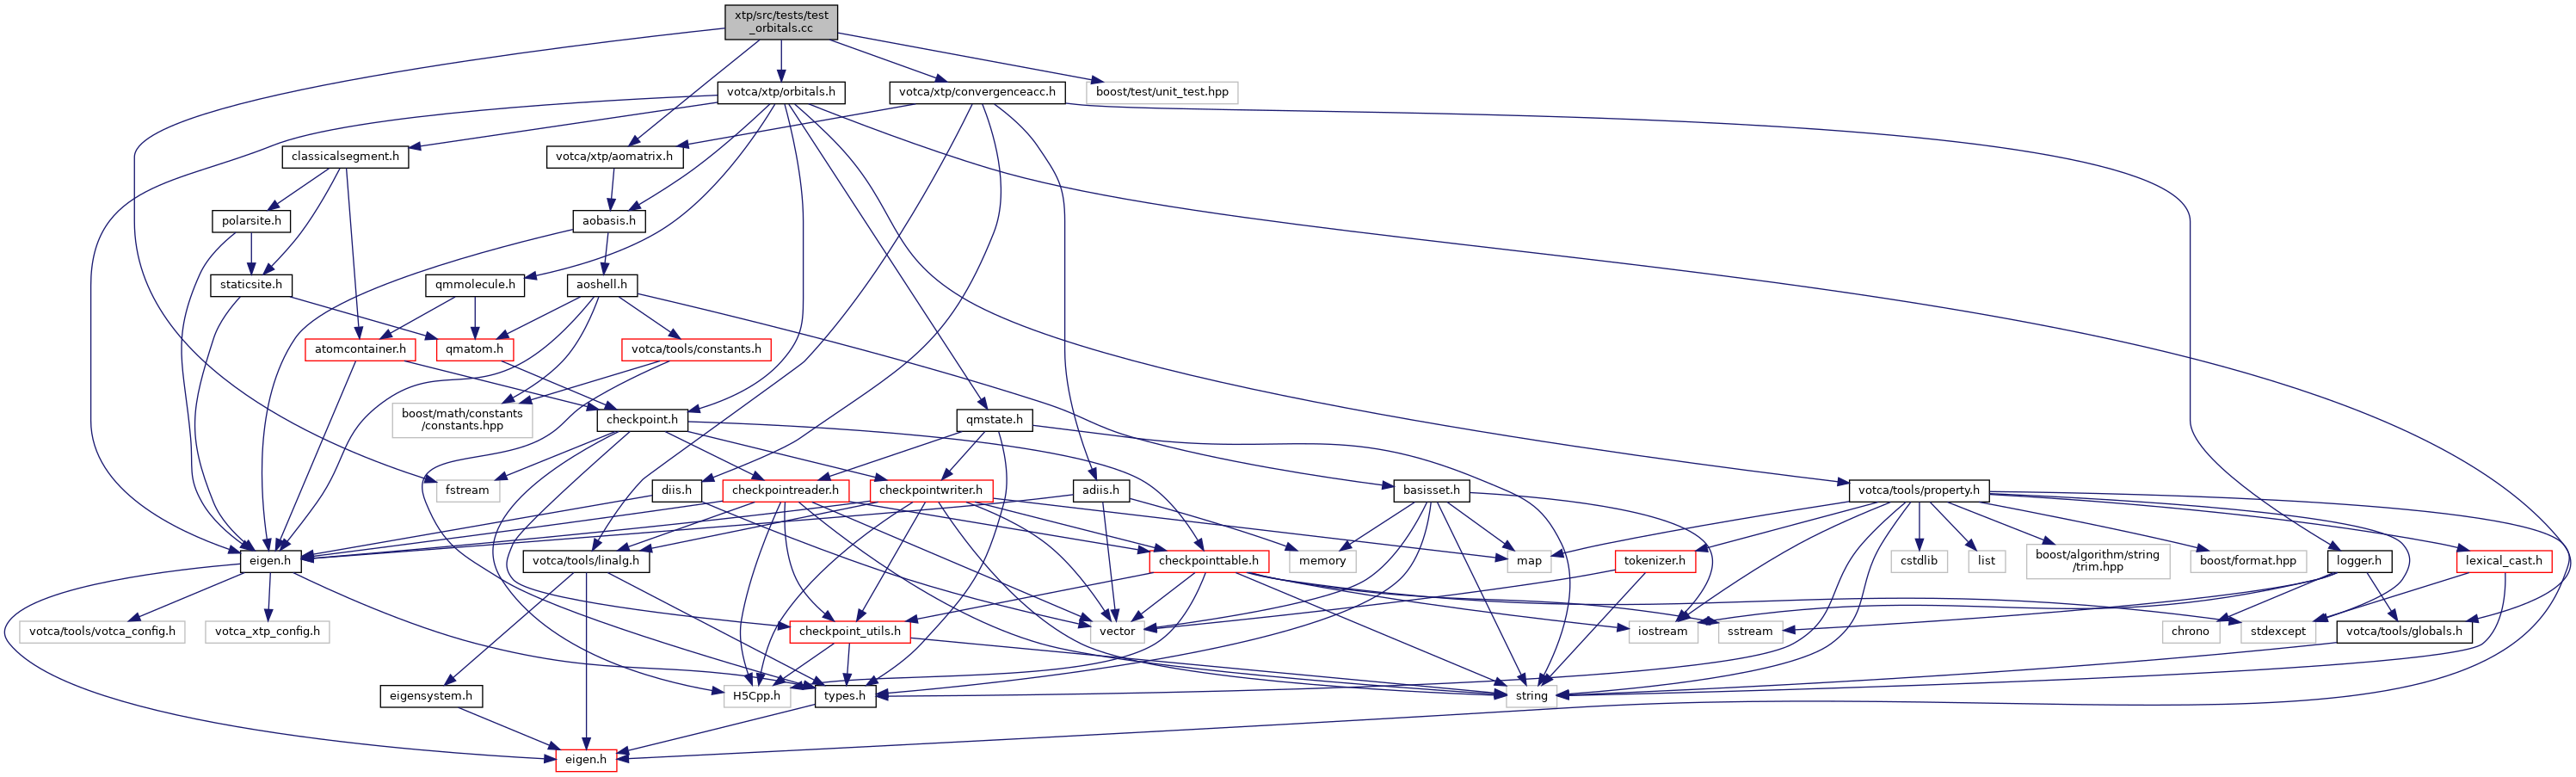 xtp/src/tests/test
_orbitals.cc
votca/xtp/orbitals.h
votca/xtp/convergenceacc.h
boost/test/unit_test.hpp
classicalsegment.h
votca/xtp/aomatrix.h
polarsite.h
aobasis.h
staticsite.h
qmmolecule.h
aoshell.h
atomcontainer.h
qmatom.h
votca/tools/constants.h
boost/math/constants
/constants.hpp
checkpoint.h
qmstate.h
fstream
diis.h
checkpointreader.h
checkpointwriter.h
adiis.h
basisset.h
votca/tools/property.h
eigen.h
votca/tools/linalg.h
checkpointtable.h
memory
map
tokenizer.h
cstdlib
list
boost/algorithm/string
/trim.hpp
boost/format.hpp
logger.h
lexical_cast.h
votca/tools/votca_config.h
votca_xtp_config.h
checkpoint_utils.h
vector
iostream
sstream
chrono
stdexcept
votca/tools/globals.h
eigensystem.h
H5Cpp.h
types.h
string
eigen.h